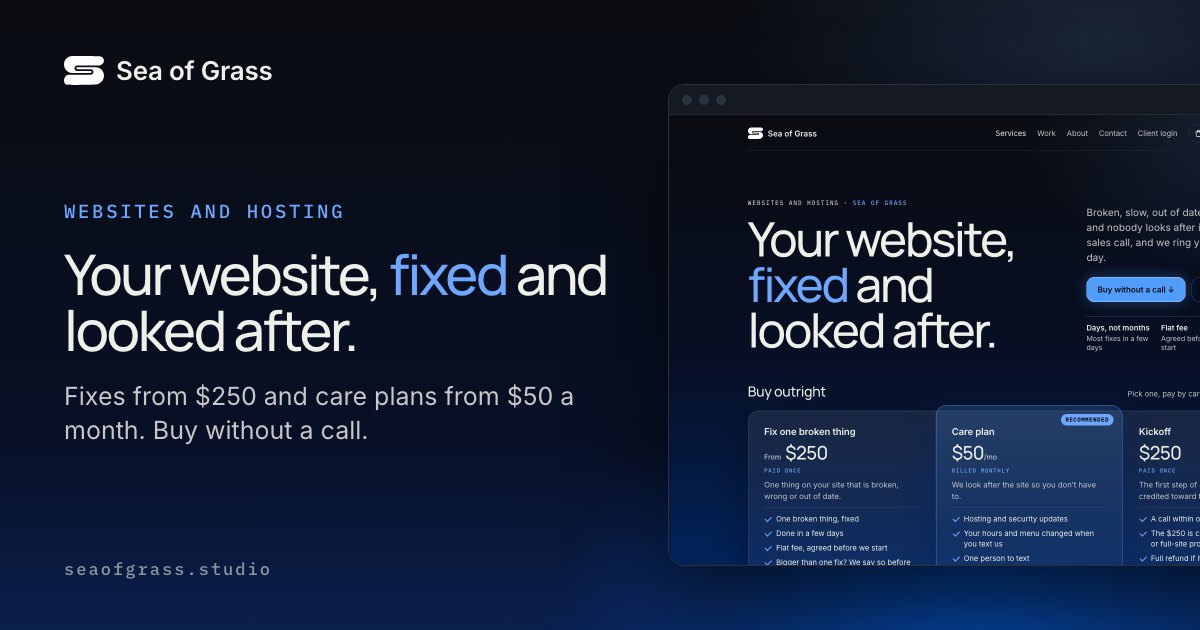 Sea of Grass
WEBSITES AND HOSTING
Your website, fixed and
looked after.
Fixes from $250 and care plans from $50 a
month. Buy without a call.
seaofgrass.studio
Sea of Grass
Services Work About Contact Client login
WEBSITES AND HOSTING · SEA OF GRASS
Your website,
fixed and
looked after.
Broken, slow, out of date
and nobody looks after i
sales call, and we ring y
day.
Buy without a call ↓
Days, not months
Most fixes in a few
days
Flat fee
Agreed befo
start
Buy outright
Pick one, pay by car
Fix one broken thing
From $250
PAID ONCE
One thing on your site that is broken,
wrong or out of date.
One broken thing, fixed
Done in a few days
Flat fee, agreed before we start
Bigger than one fix? We say so before
RECOMMENDED
Care plan
$50/mo
BILLED MONTHLY
We look after the site so you don't have
to.
Hosting and security updates
Your hours and menu changed when
you text us
One person to text
Kickoff
$250
PAID ONCE
The first step of
credited toward t
A call within o
The $250 is c
or full-site pro
Full refund if i